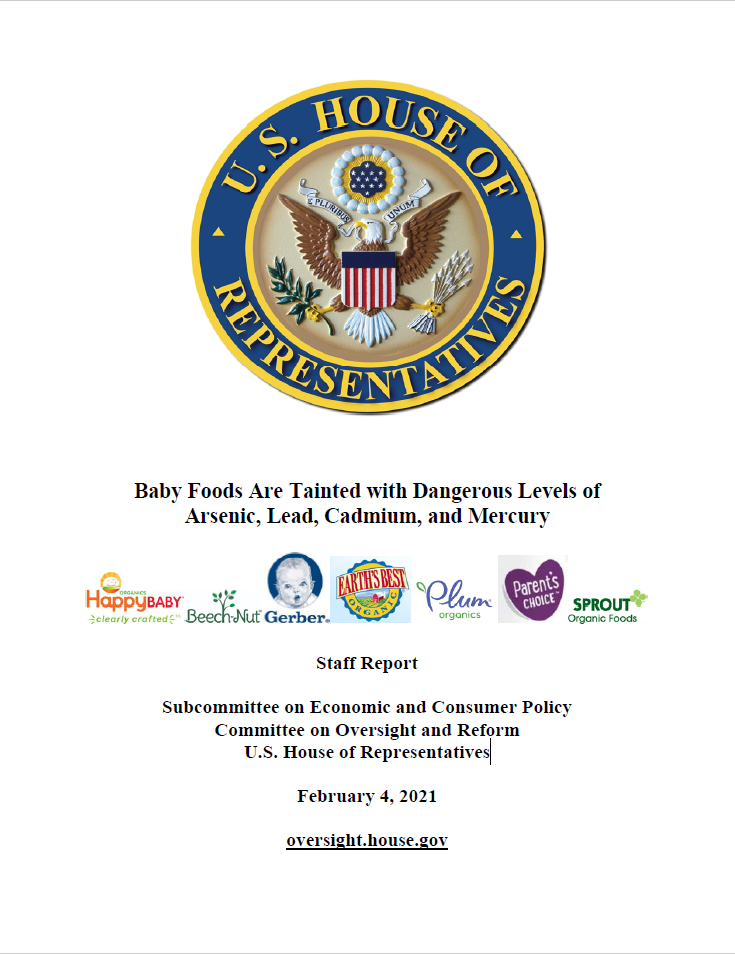 U.S. HOUSE OF
REPRESENTATIVES
E PLURIBUS UNUM
Baby Foods Are Tainted with Dangerous Levels of
Arsenic, Lead, Cadmium, and Mercury
ORGANICS
HappyBABY
clearly crafted
Beech-Nut
Gerber®
EARTH'S BEST
ORGANIC
Plum
organics
Parent's
CHOICE
SPROUT
Organic Foods
Staff Report
Subcommittee on Economic and Consumer Policy
Committee on Oversight and Reform
U.S. House of Representatives
February 4, 2021
oversight.house.gov